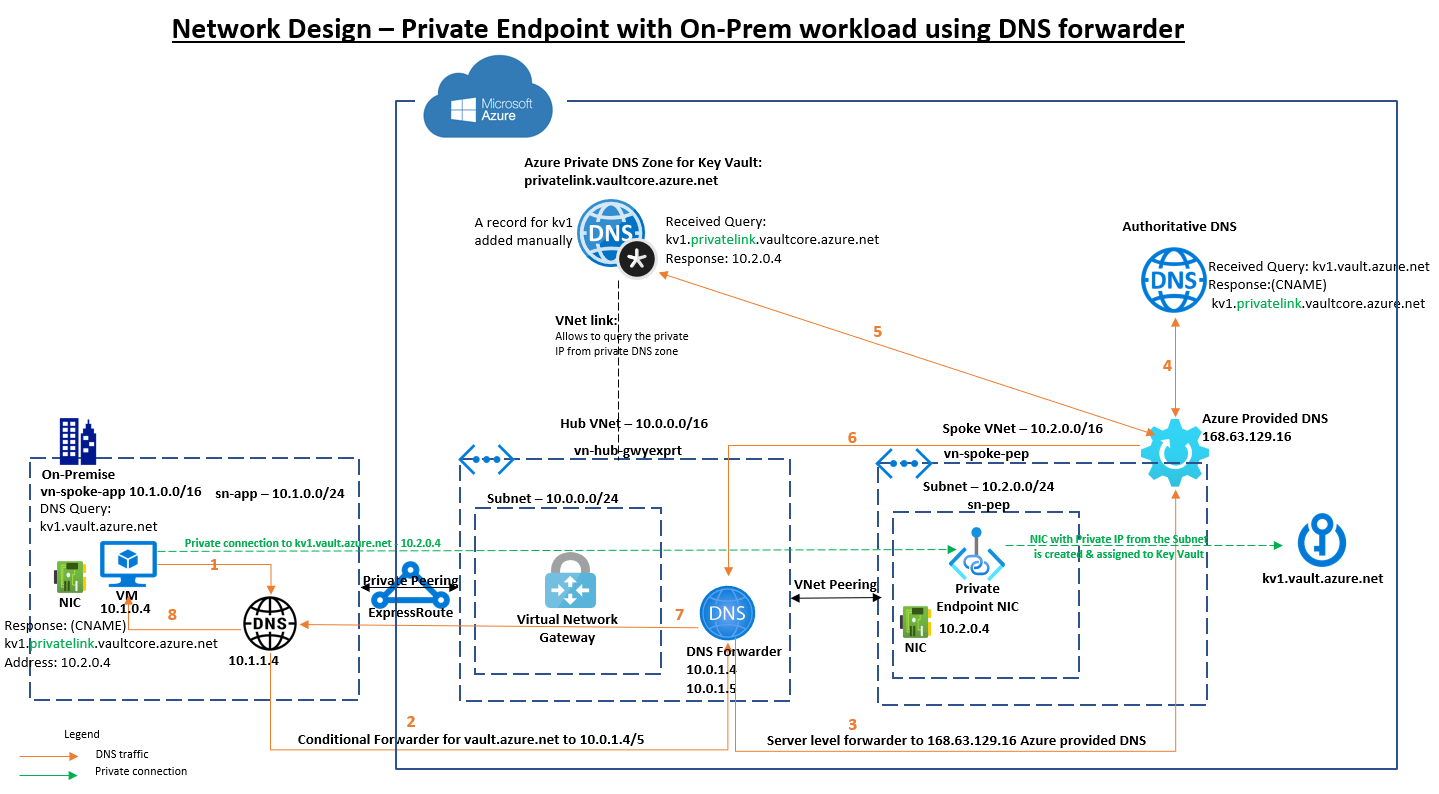 Network Design – Private Endpoint with On-Prem workload using DNS forwarder
Microsoft
Azure
Azure Private DNS Zone for Key Vault:
privatelink.vaultcore.azure.net
A record for kv1
added manually
DNS
Received Query:
kv1.privatelink.vaultcore.azure.net
Response: 10.2.0.4
Authoritative DNS
DNS
Received Query: kv1.vault.azure.net
Response:(CNAME)
kv1.privatelink.vaultcore.azure.net
VNet link:
Allows to query the private
IP from private DNS zone
5
4
Azure Provided DNS
168.63.129.16
Hub VNet – 10.0.0.0/16
vn-hub-gwyexprt
6
Spoke VNet – 10.2.0.0/16
vn-spoke-pep
On-Premise
vn-spoke-app 10.1.0.0/16
sn-app – 10.1.0.0/24
DNS Query:
kv1.vault.azure.net
Subnet – 10.0.0.0/24
Subnet – 10.2.0.0/24
sn-pep
Private connection to kv1.vault.azure.net - 10.2.0.4
NIC with Private IP from the Subnet
is created & assigned to Key Vault
1
VM
10.1.0.4
NIC
8
DNS
10.1.1.4
Response: (CNAME)
kv1.privatelink.vaultcore.azure.net
Address: 10.2.0.4
Private Peering
ExpressRoute
Virtual Network
Gateway
7
DNS
DNS Forwarder
10.0.1.4
10.0.1.5
VNet Peering
Private
Endpoint NIC
10.2.0.4
NIC
kv1.vault.azure.net
2
Conditional Forwarder for vault.azure.net to 10.0.1.4/5
3
Server level forwarder to 168.63.129.16 Azure provided DNS
Legend
DNS traffic
Private connection